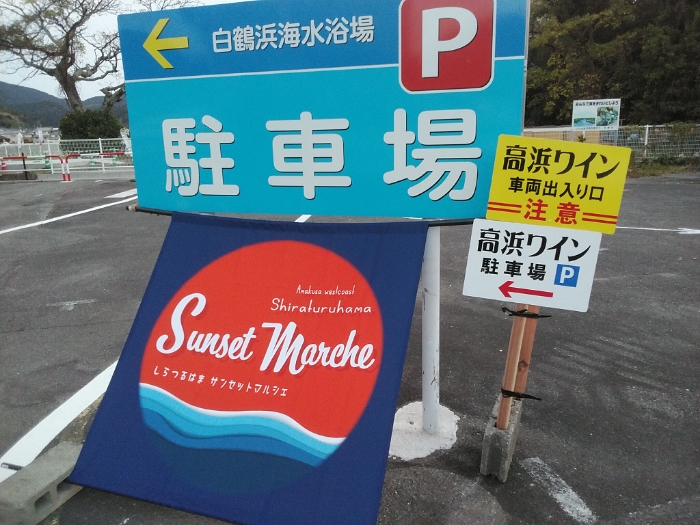 白鶴浜海水浴場
P
駐車場
高浜ワイン
車両出入り口
注意
高浜ワイン
駐車場 P
Amakusa westcoast
Shiraturuhama
Sunset Marche
しらつるはま サンセットマルシェ